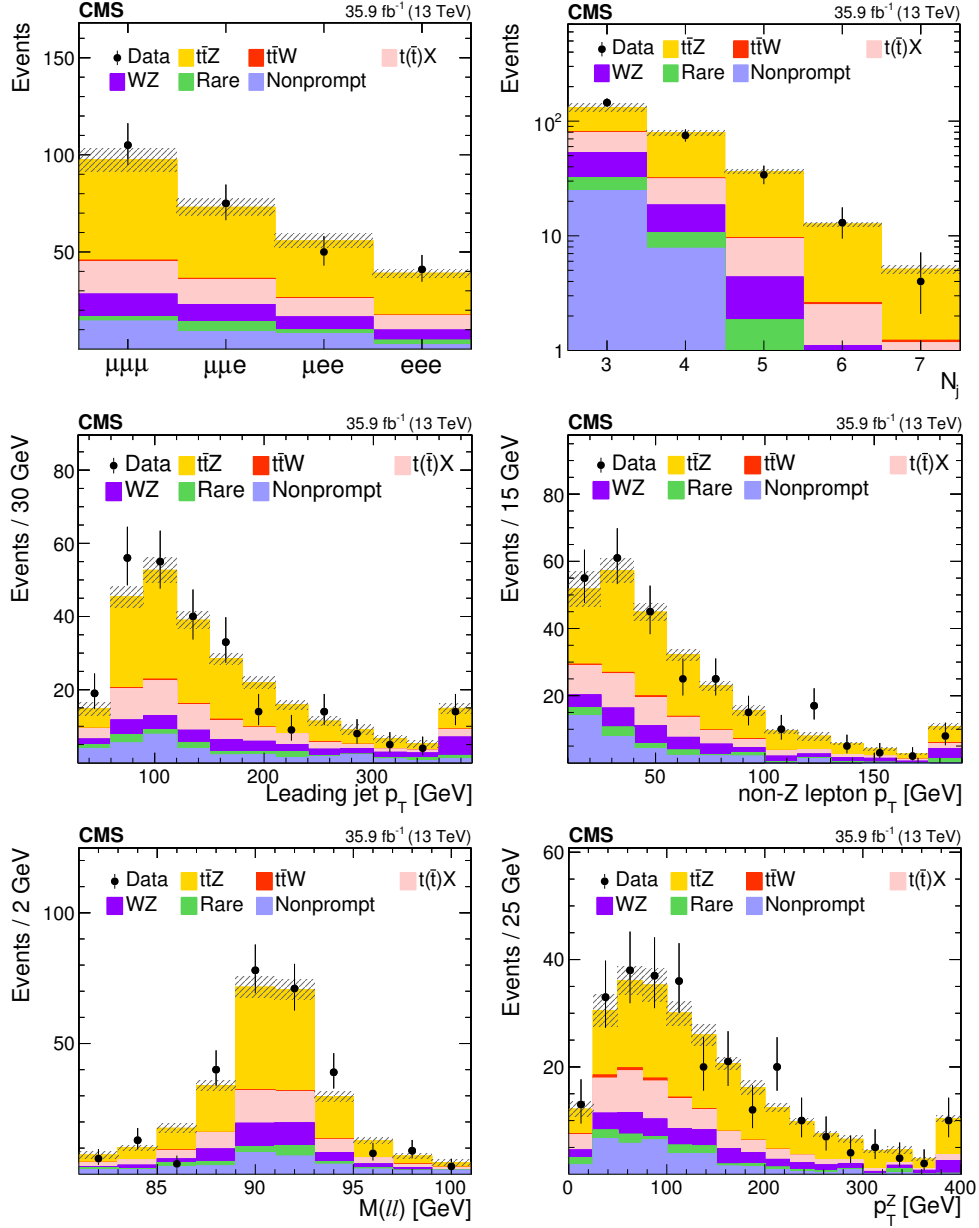 CMS 35.9 fb⁻¹ (13 TeV)
Events
150
100
50
Data tt̄Z tt̄W t(t̄)X
WZ Rare Nonprompt
μμμ μμe μee eee
CMS 35.9 fb⁻¹ (13 TeV)
Events
10²
10
1
Data tt̄Z tt̄W t(t̄)X
WZ Rare Nonprompt
3 4 5 6 7
N_j
CMS 35.9 fb⁻¹ (13 TeV)
Events / 30 GeV
80
60
40
20
Data tt̄Z tt̄W t(t̄)X
WZ Rare Nonprompt
100 200 300
Leading jet p_T [GeV]
CMS 35.9 fb⁻¹ (13 TeV)
Events / 15 GeV
80
60
40
20
Data tt̄Z tt̄W t(t̄)X
WZ Rare Nonprompt
50 100 150
non-Z lepton p_T [GeV]
CMS 35.9 fb⁻¹ (13 TeV)
Events / 2 GeV
100
50
Data tt̄Z tt̄W t(t̄)X
WZ Rare Nonprompt
85 90 95 100
M(ll) [GeV]
CMS 35.9 fb⁻¹ (13 TeV)
Events / 25 GeV
60
40
20
0
Data tt̄Z tt̄W t(t̄)X
WZ Rare Nonprompt
0 100 200 300 400
p_T^Z [GeV]